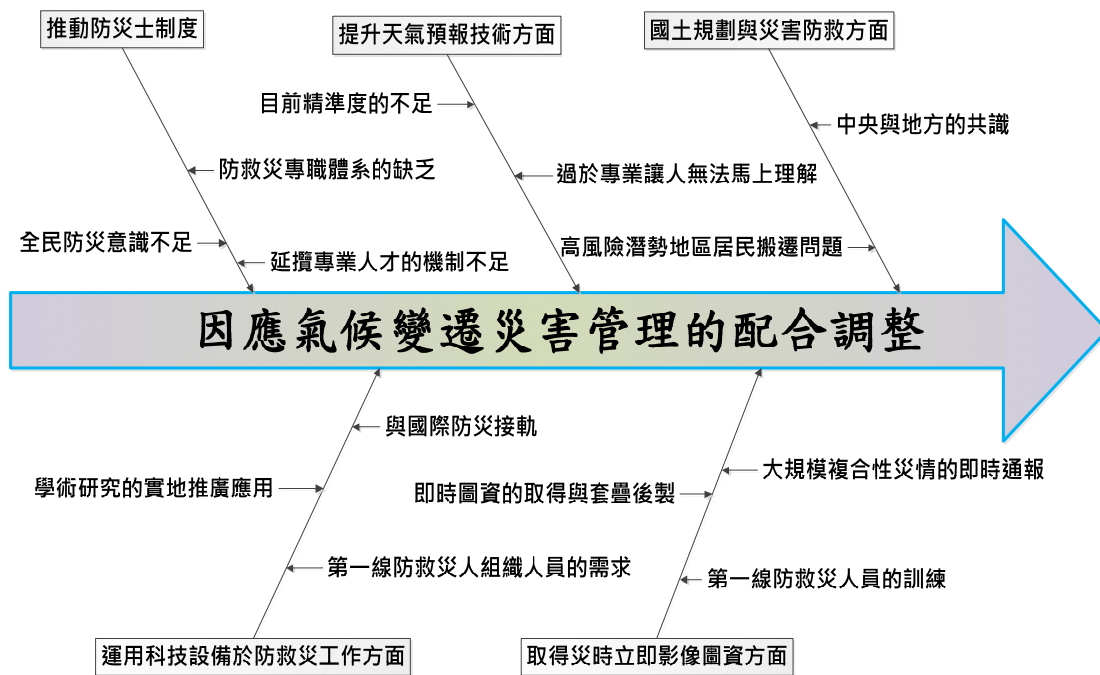 推動防災士制度
提升天氣預報技術方面
國土規劃與災害防救方面
目前精準度的不足
中央與地方的共識
防救災專職體系的缺乏
過於專業讓人無法馬上理解
全民防災意識不足
延攬專業人才的機制不足
高風險潛勢地區居民搬遷問題
因應氣候變遷災害管理的配合調整
與國際防災接軌
大規模複合性災情的即時通報
學術研究的實地推廣應用
即時圖資的取得與套疊後製
第一線防救災人組織人員的需求
第一線防救災人員的訓練
運用科技設備於防救災工作方面
取得災時立即影像圖資方面